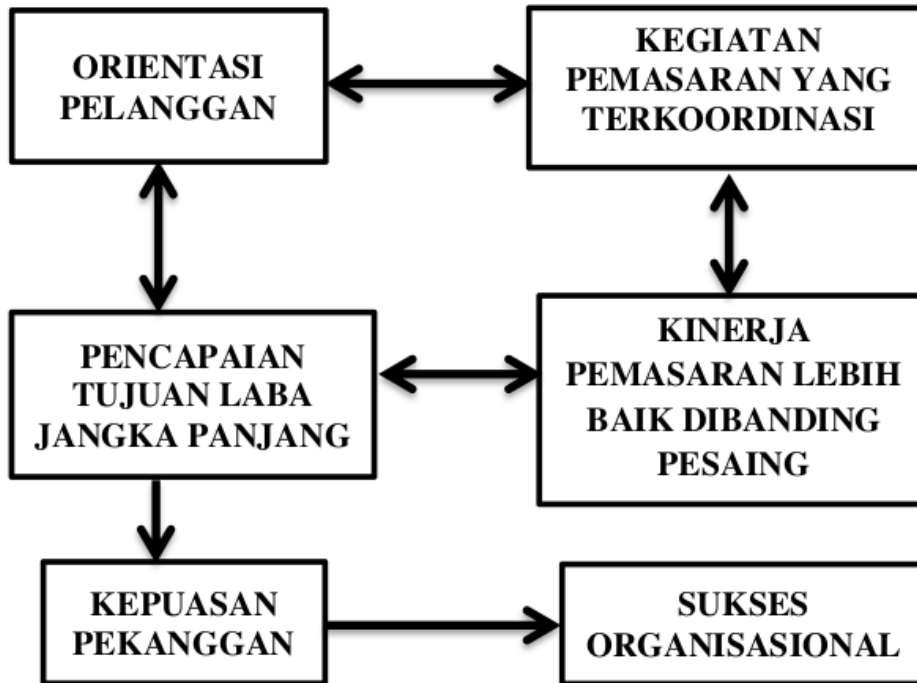 ORIENTASI
PELANGGAN
KEGIATAN
PEMASARAN YANG
TERKOORDINASI
PENCAPAIAN
TUJUAN LABA
JANGKA PANJANG
KINERJA
PEMASARAN LEBIH
BAIK DIBANDING
PESAING
KEPUASAN
PEKANGGAN
SUKSES
ORGANISASIONAL